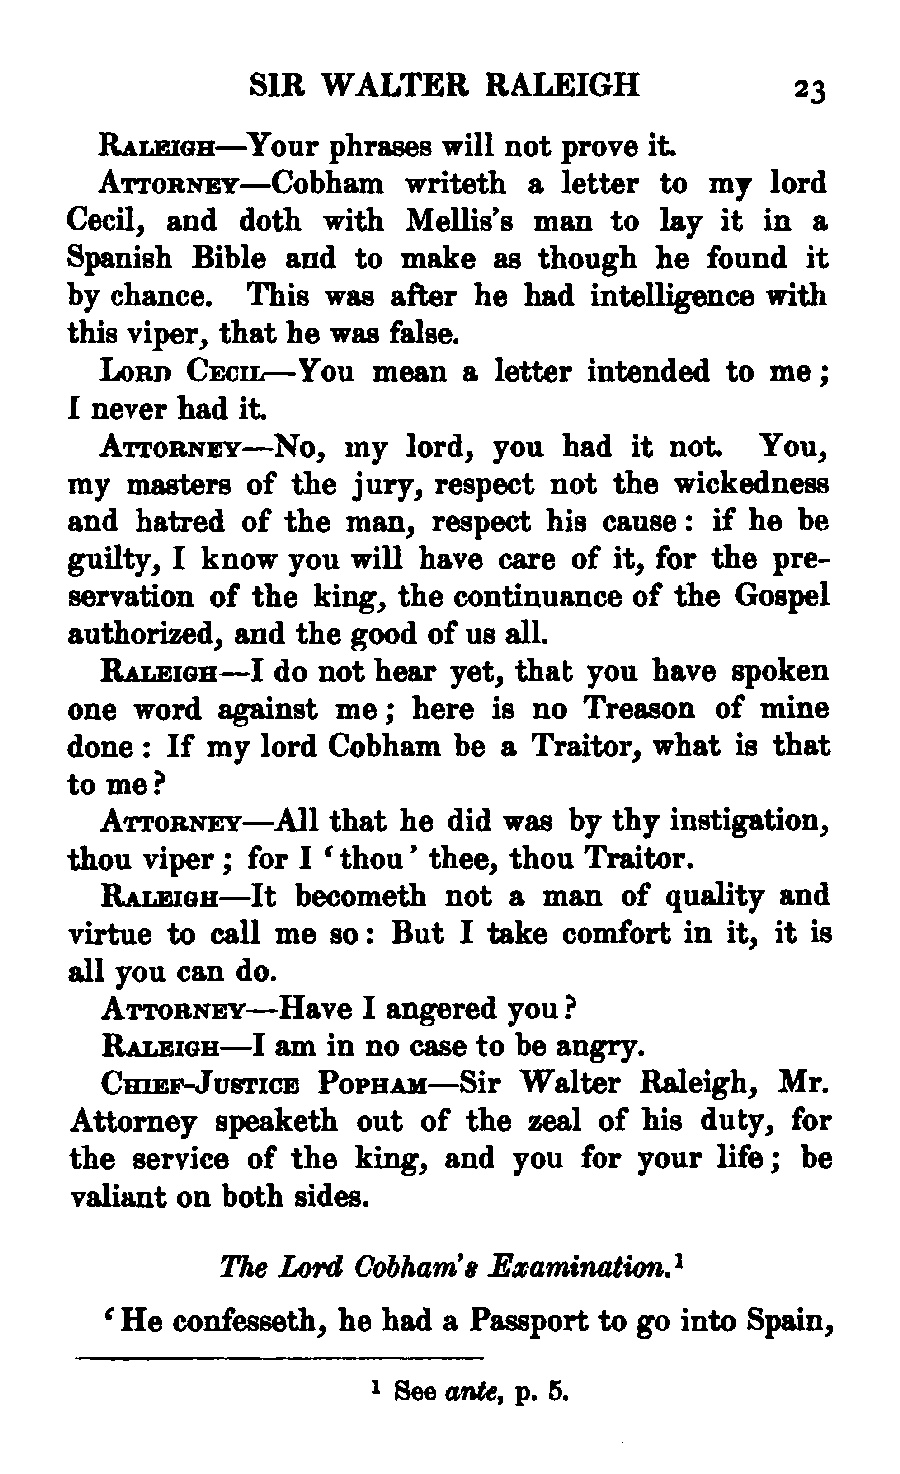 SIR WALTER RALEIGH 23
RALEIGH—Your phrases will not prove it.
ATTORNEY—Cobham writeth a letter to my lord
Cecil, and doth with Mellis's man to lay it in a
Spanish Bible and to make as though he found it
by chance. This was after he had intelligence with
this viper, that he was false.
LORD CECIL—You mean a letter intended to me;
I never had it.
ATTORNEY—No, my lord, you had it not. You,
my masters of the jury, respect not the wickedness
and hatred of the man, respect his cause: if he be
guilty, I know you will have care of it, for the pre-
servation of the king, the continuance of the Gospel
authorized, and the good of us all.
RALEIGH—I do not hear yet, that you have spoken
one word against me; here is no Treason of mine
done: If my lord Cobham be a Traitor, what is that
to me?
ATTORNEY—All that he did was by thy instigation,
thou viper; for I 'thou' thee, thou Traitor.
RALEIGH—It becometh not a man of quality and
virtue to call me so: But I take comfort in it, it is
all you can do.
ATTORNEY—Have I angered you?
RALEIGH—I am in no case to be angry.
CHIEF-JUSTICE POPHAM—Sir Walter Raleigh, Mr.
Attorney speaketh out of the zeal of his duty, for
the service of the king, and you for your life; be
valiant on both sides.
The Lord Cobham's Examination.¹
'He confesseth, he had a Passport to go into Spain,
¹ See ante, p. 5.